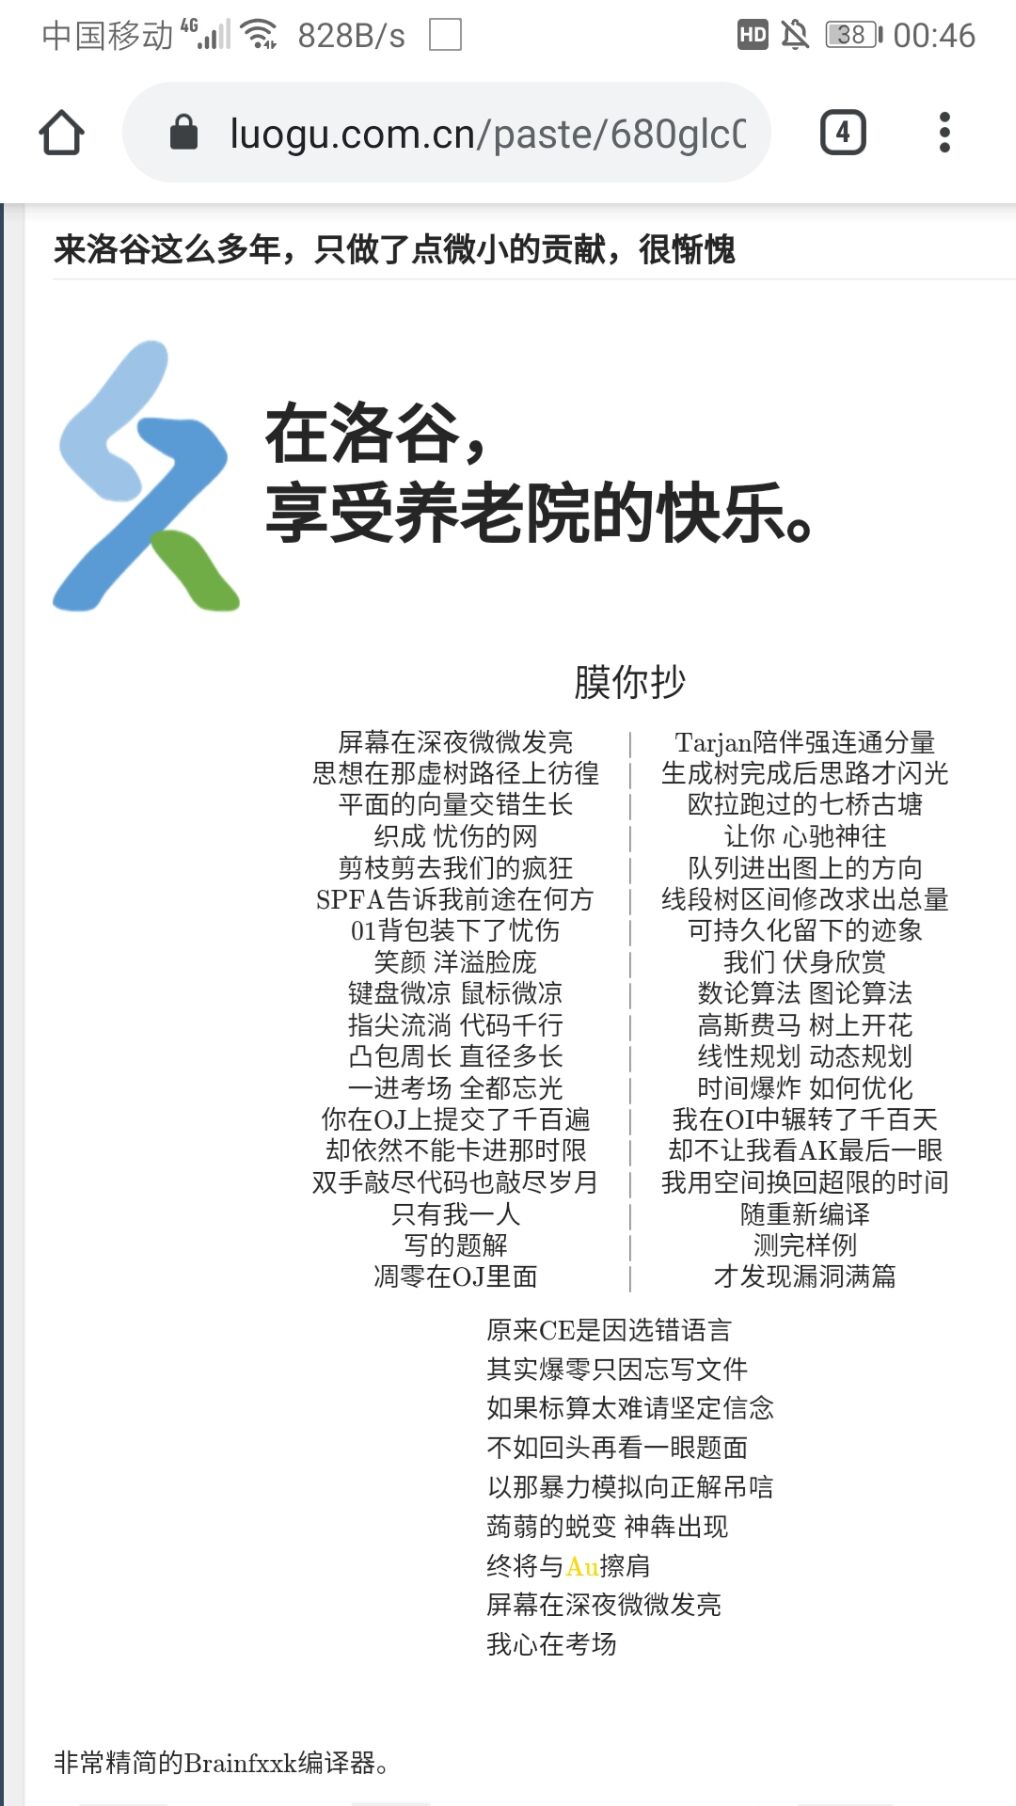 中国移动 4G 828B/s HD 38 00:46
luogu.com.cn/paste/680glc 4
来洛谷这么多年，只做了点微小的贡献，很惭愧
在洛谷，
享受养老院的快乐。
膜你抄
屏幕在深夜微微发亮 | Tarjan陪伴强连通分量
思想在那虚树路径上彷徨 | 生成树完成后思路才闪光
平面的向量交错生长 | 欧拉跑过的七桥古塘
织成 忧伤的网 | 让你 心驰神往
剪枝剪去我们的疯狂 | 队列进出图上的方向
SPFA告诉我前途在何方 | 线段树区间修改求出总量
01背包装下了忧伤 | 可持久化留下的迹象
笑颜 洋溢脸庞 | 我们 伏身欣赏
键盘微凉 鼠标微凉 | 数论算法 图论算法
指尖流淌 代码千行 | 高斯费马 树上开花
凸包周长 直径多长 | 线性规划 动态规划
一进考场 全都忘光 | 时间爆炸 如何优化
你在OJ上提交了千百遍 | 我在OI中辗转了千百天
却依然不能卡进那时限 | 却不让我看AK最后一眼
双手敲尽代码也敲尽岁月 | 我用空间换回超限的时间
只有我一人 | 随重新编译
写的题解 | 测完样例
凋零在OJ里面 | 才发现漏洞满篇
原来CE是因选错语言
其实爆零只因忘写文件
如果标算太难请坚定信念
不如回头再看一眼题面
以那暴力模拟向正解吊唁
蒟蒻的蜕变 神犇出现
终将与Au擦肩
屏幕在深夜微微发亮
我心在考场
非常精简的Brainfxxk编译器。